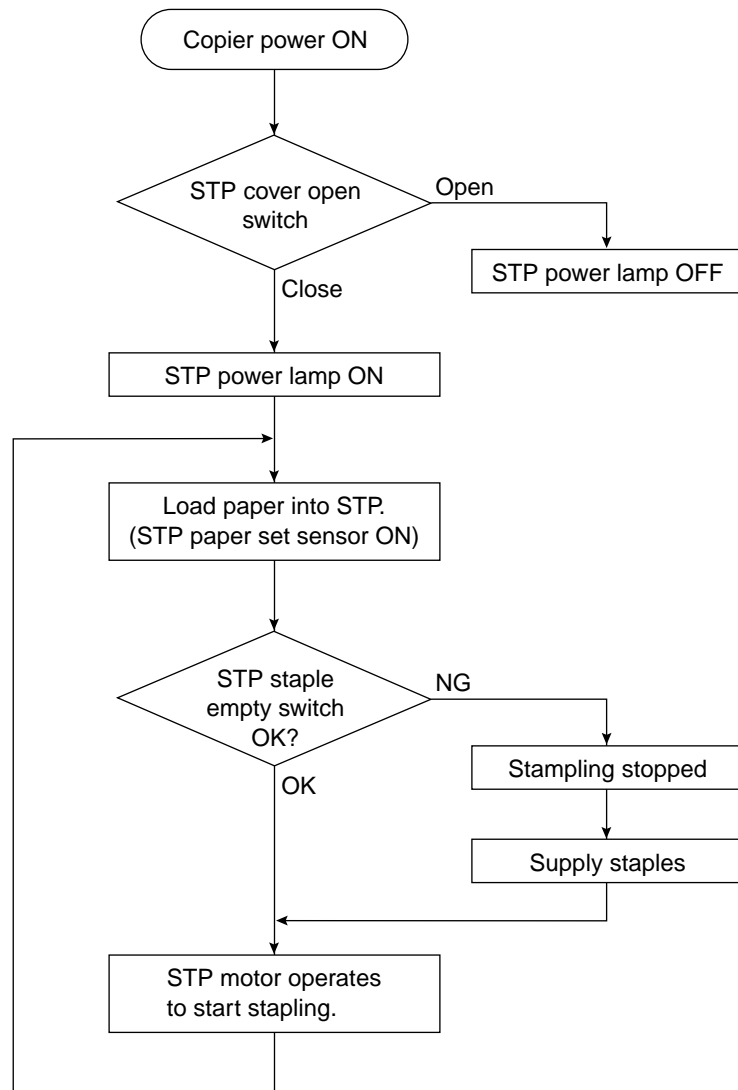 Copier power ON
STP cover open
switch
Open
STP power lamp OFF
Close
STP power lamp ON
Load paper into STP.
(STP paper set sensor ON)
STP staple
empty switch
OK?
NG
Stampling stopped
OK
Supply staples
STP motor operates
to start stapling.